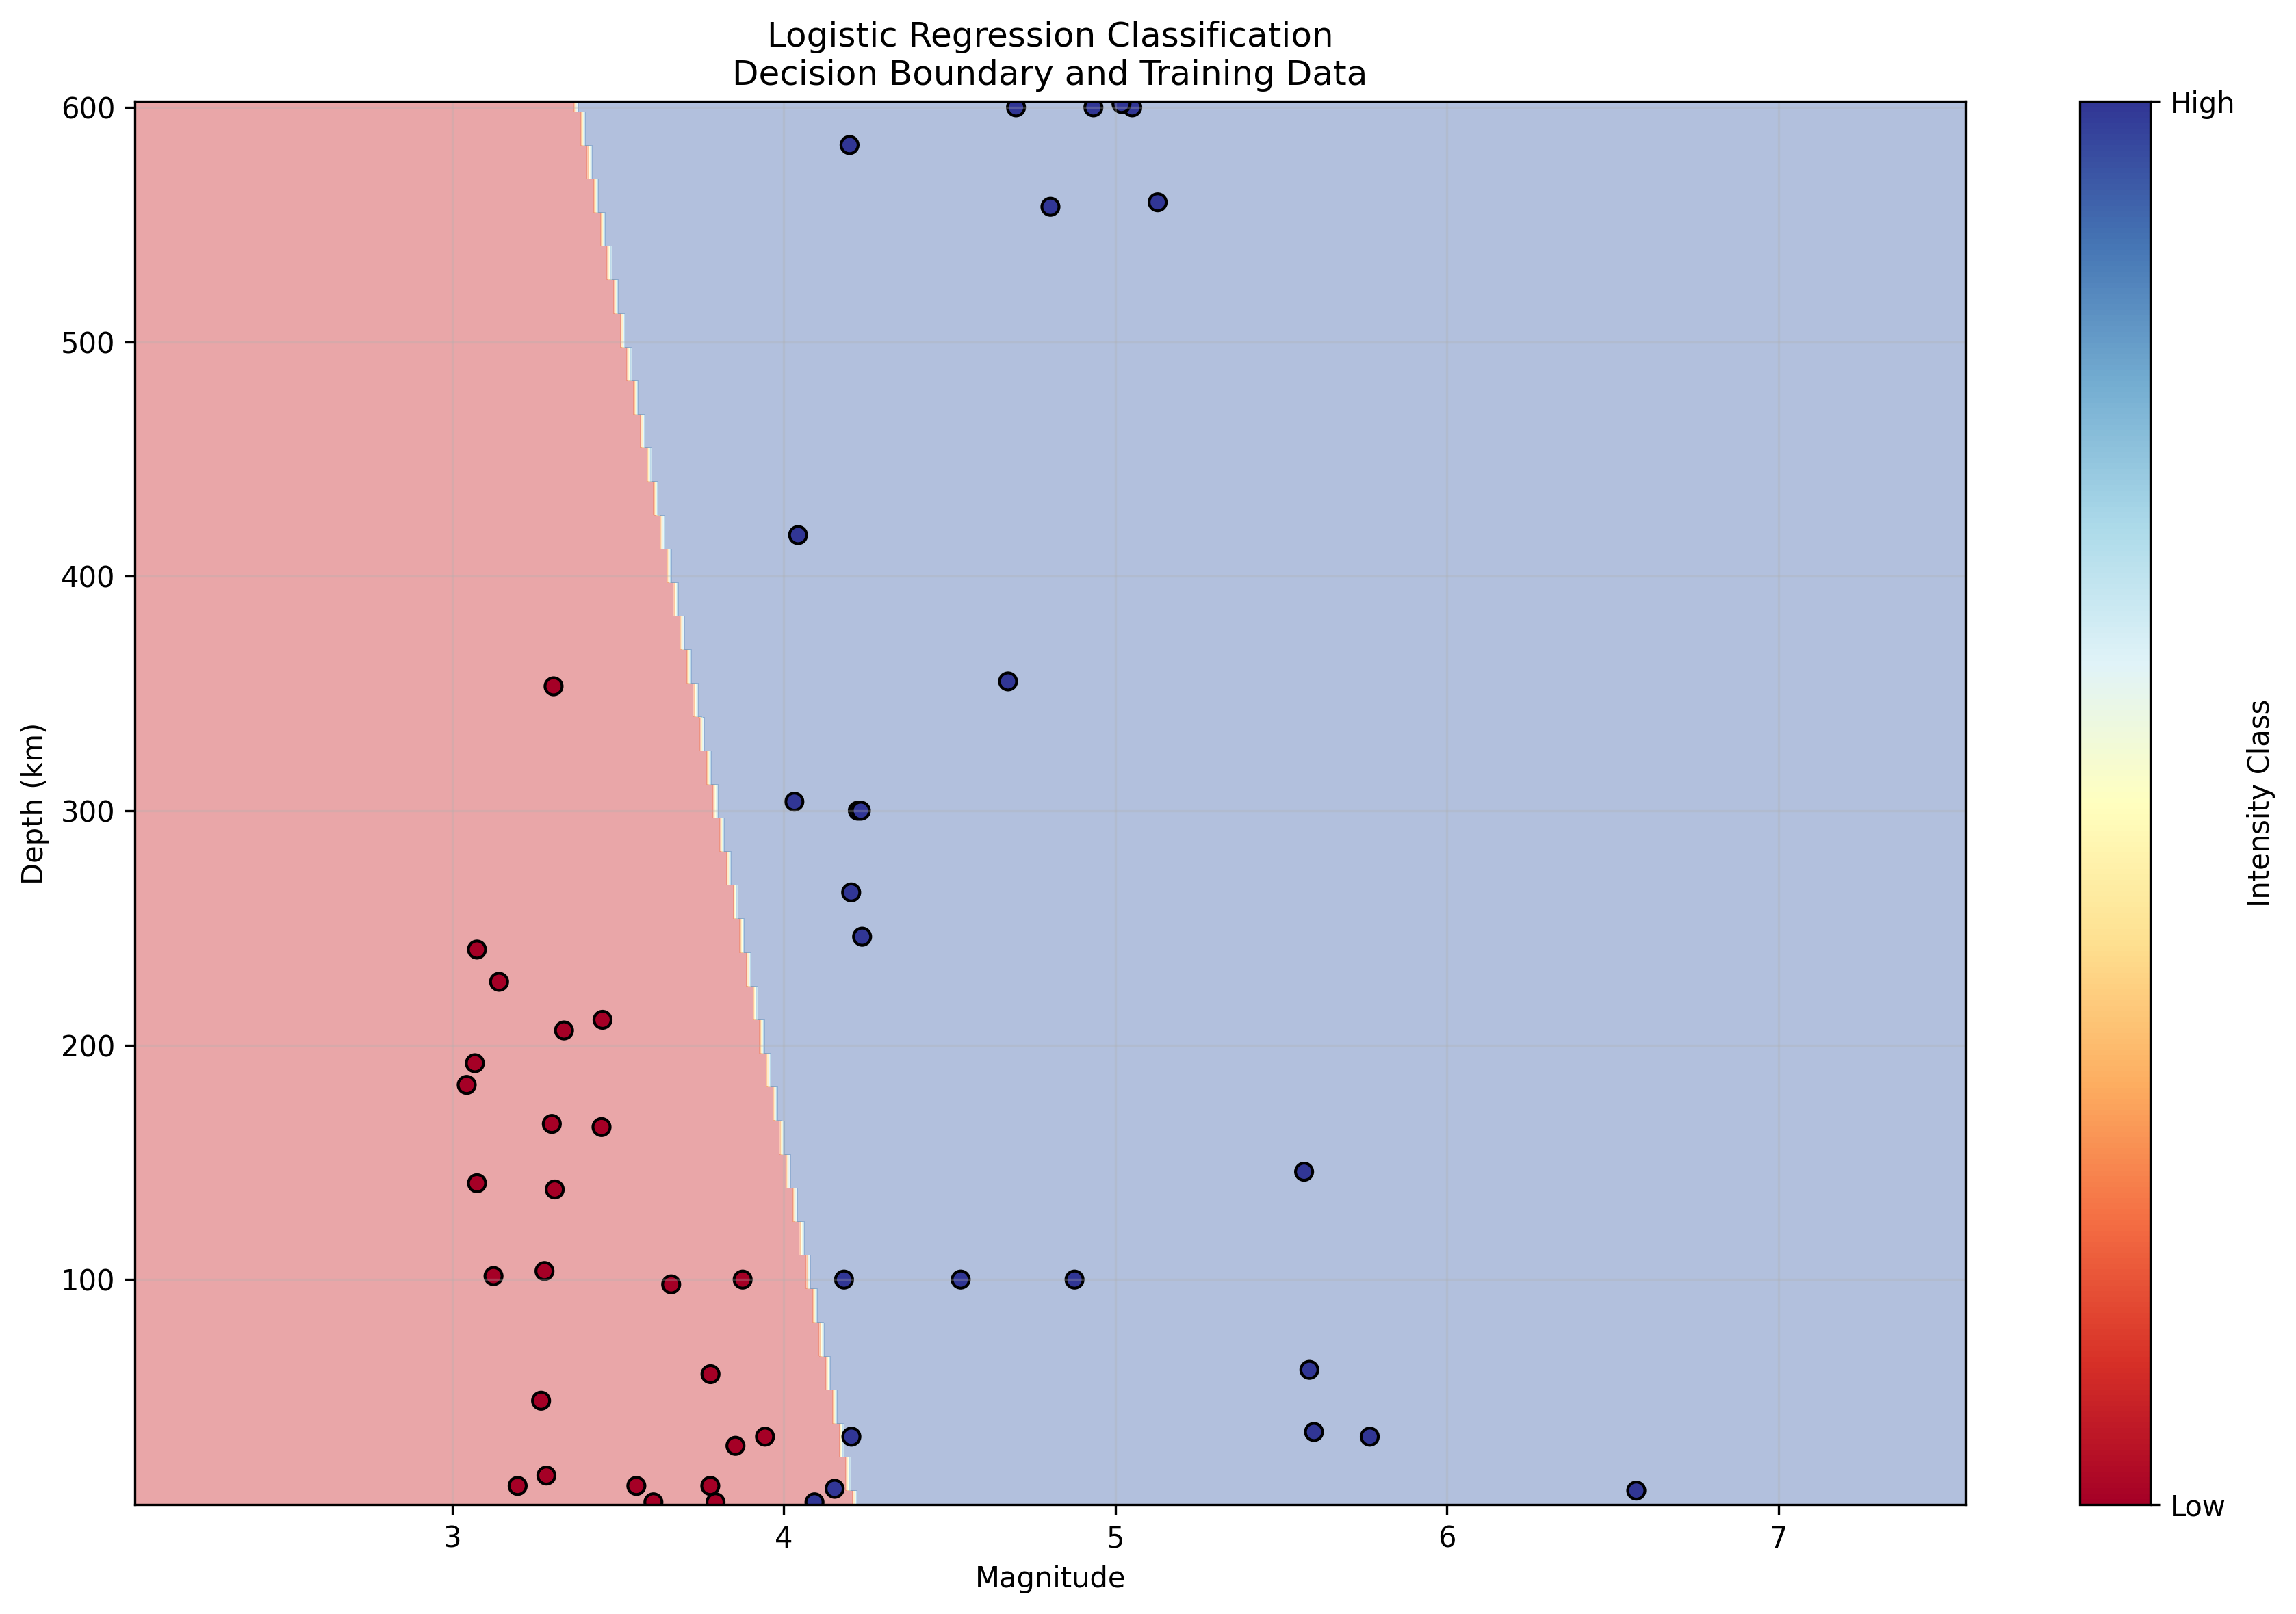 Logistic Regression Classification
Decision Boundary and Training Data
600
500
400
300
200
100
Depth (km)
3
4
5
6
7
Magnitude
High
Low
Intensity Class